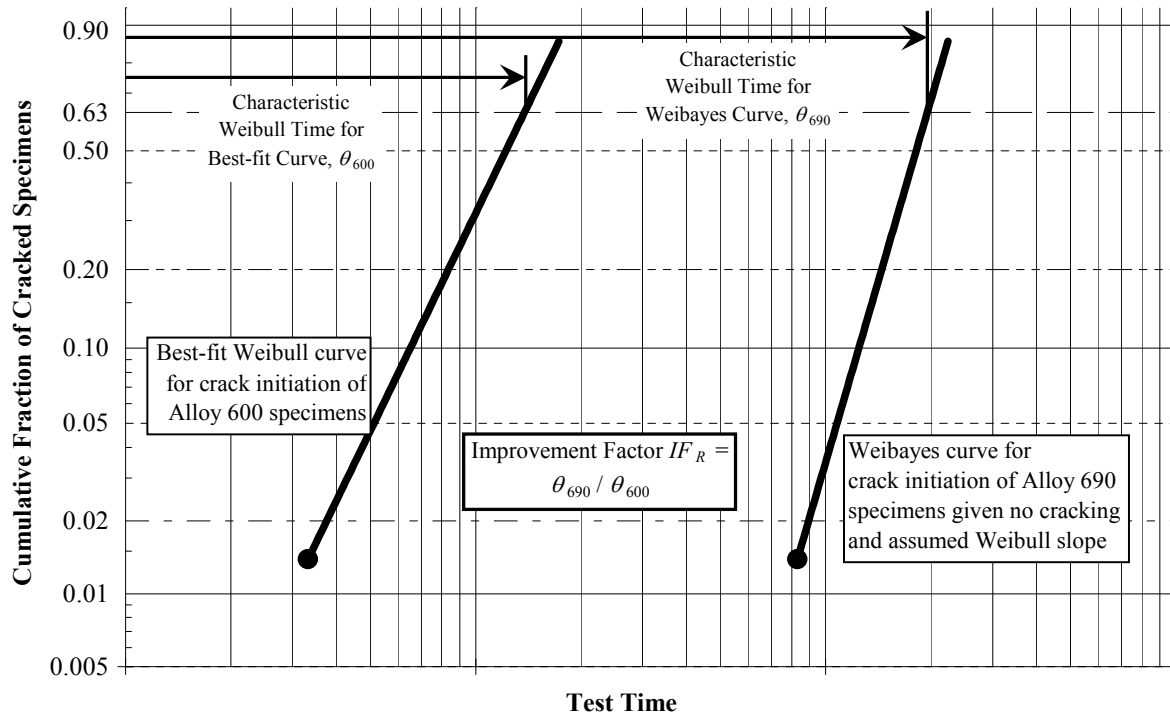 Cumulative Fraction of Cracked Specimens
0.90
0.63
0.50
0.20
0.10
0.05
0.02
0.01
0.005
Characteristic
Weibull Time for
Best-fit Curve, θ600
Characteristic
Weibull Time for
Weibayes Curve, θ690
Best-fit Weibull curve
for crack initiation of
Alloy 600 specimens
Improvement Factor IF R =
θ690 / θ600
Weibayes curve for
crack initiation of Alloy 690
specimens given no cracking
and assumed Weibull slope
Test Time